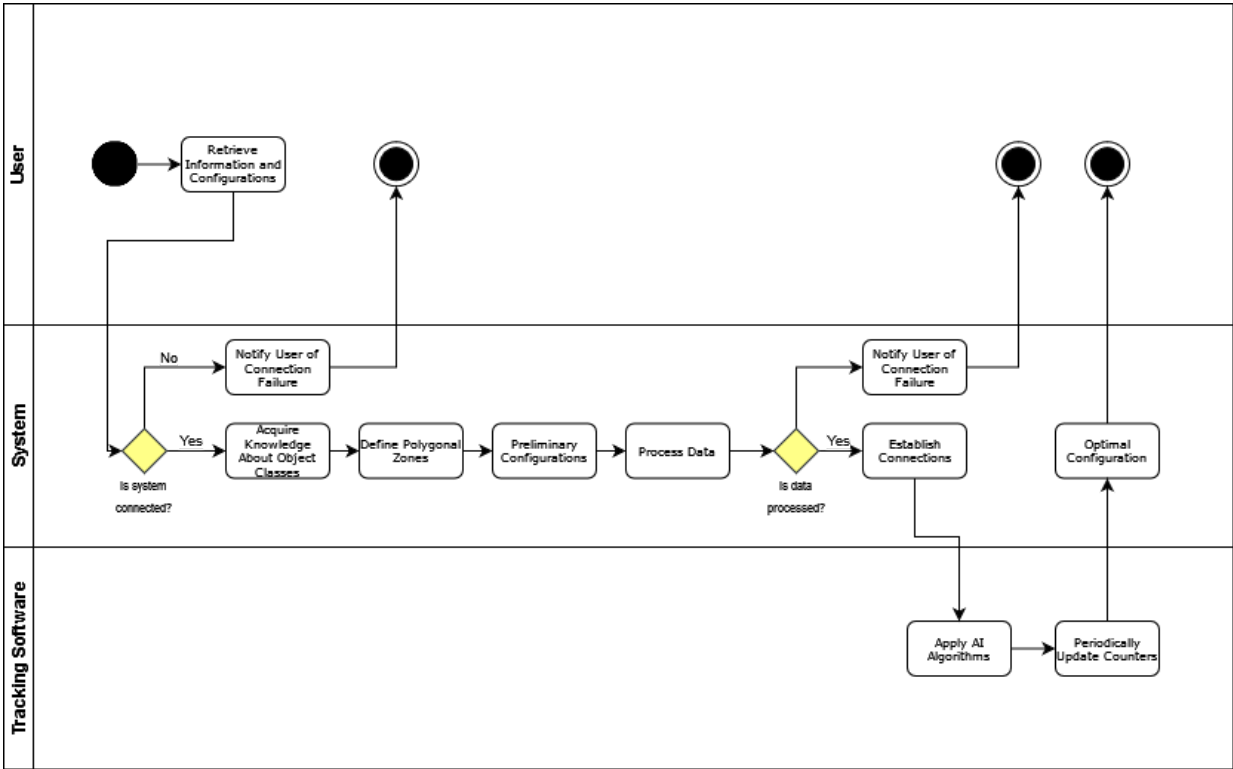 User
Retrieve
Information and
Configurations
System
No
Notify User of
Connection
Failure
Yes
Acquire
Knowledge
About Object
Classes
Define Polygonal
Zones
Preliminary
Configurations
Process Data
Is system
connected?
Is data
processed?
Notify User of
Connection
Failure
Yes
Establish
Connections
Optimal
Configuration
Tracking Software
Apply AI
Algorithms
Periodically
Update Counters